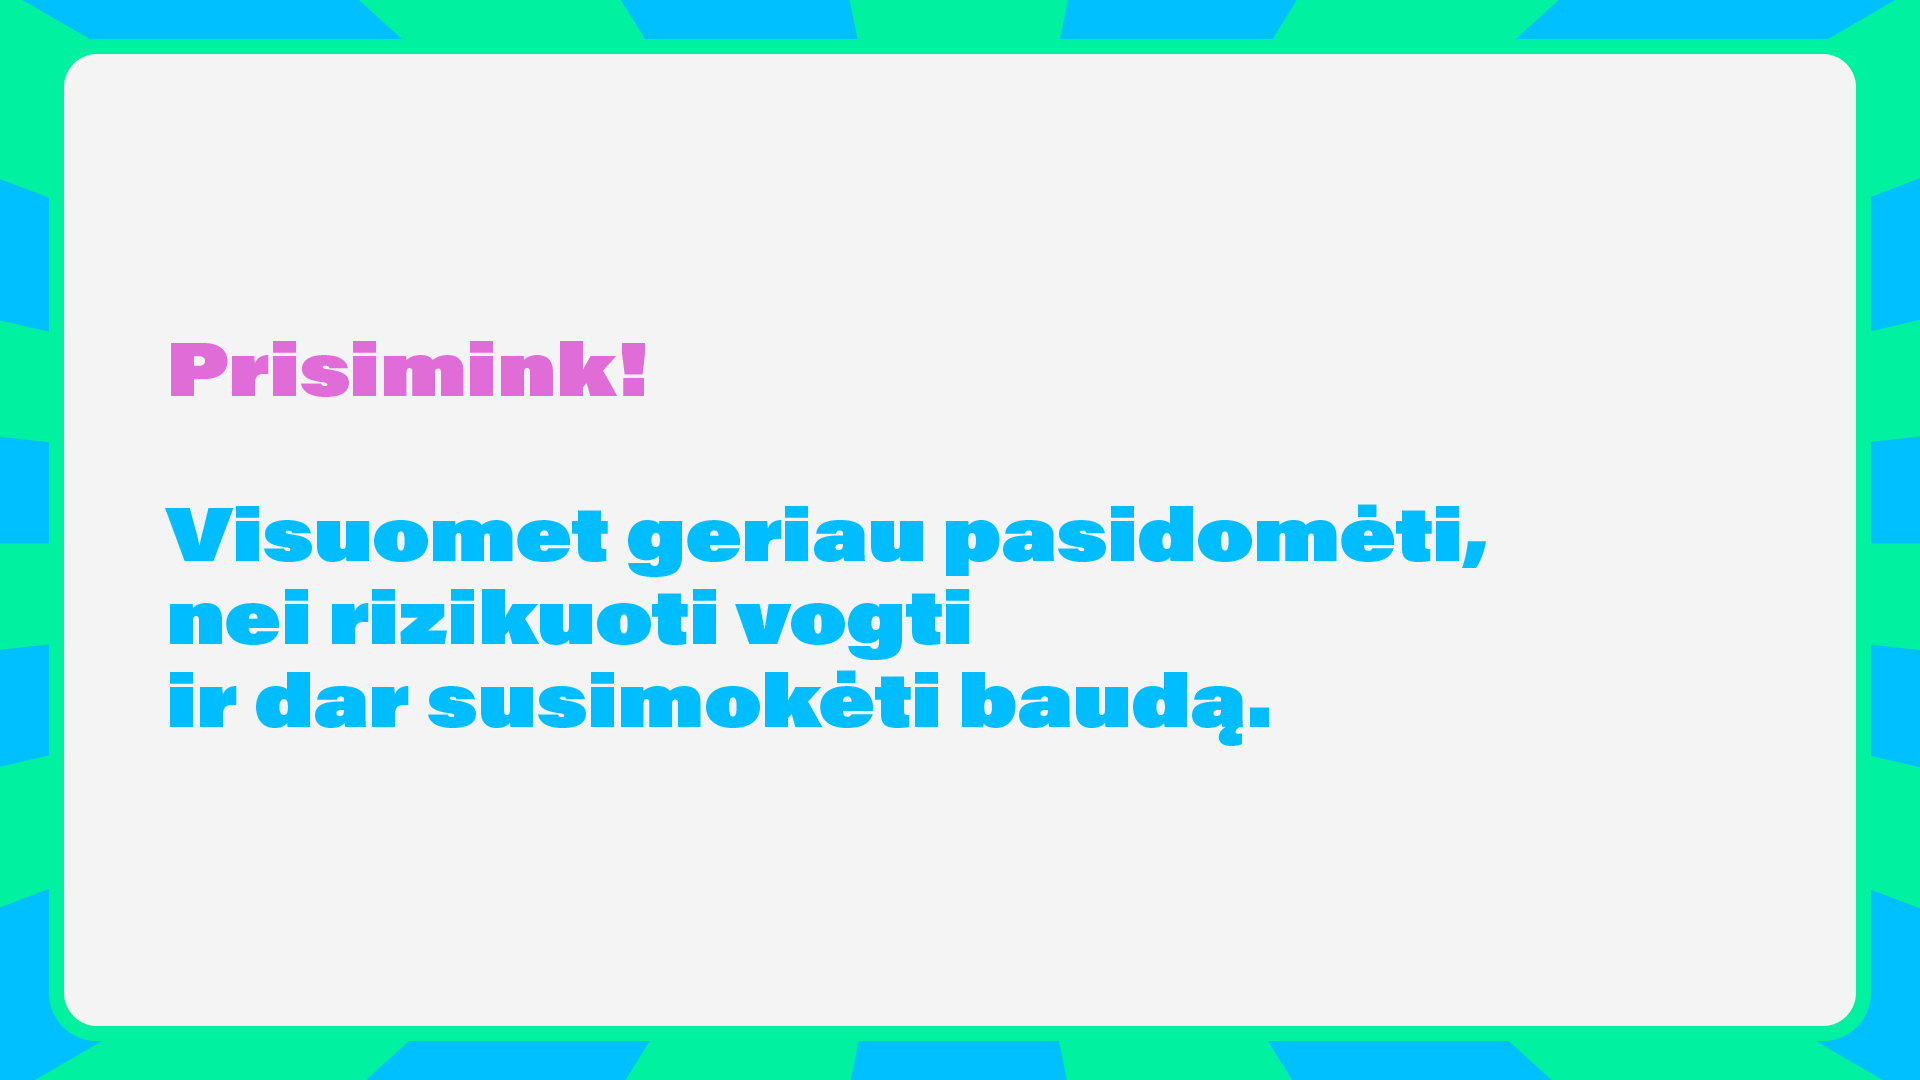 Prisimink!
Visuomet geriau pasidomėti,
nei rizikuoti vogti
ir dar susimokėti baudą.